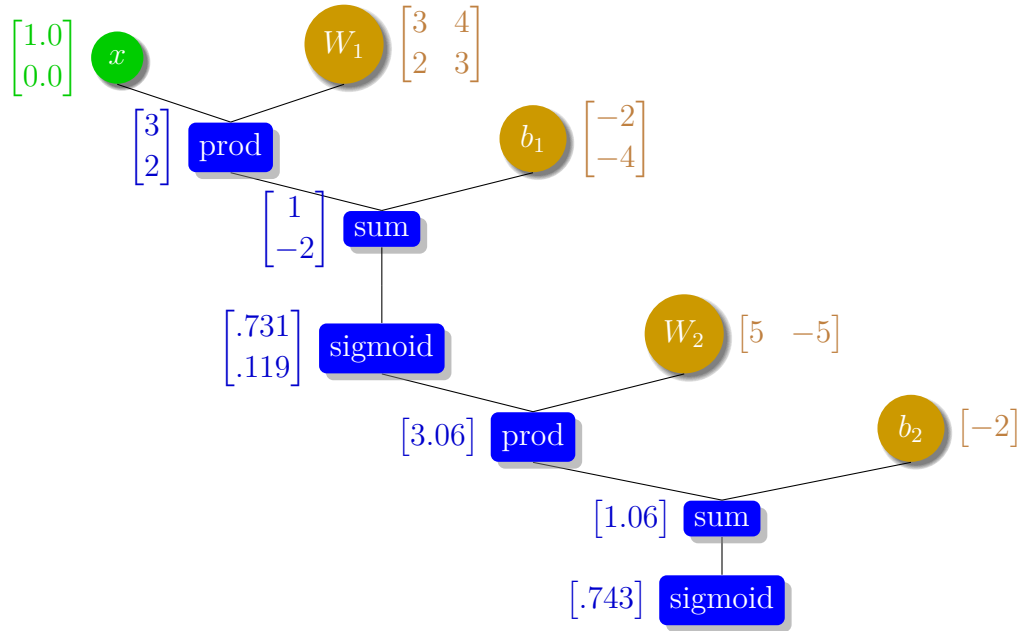 [1.0 0.0] x W₁ [3 4 2 3]
[3 2] prod b₁ [−2 −4]
[1 −2] sum
[.731 .119] sigmoid W₂ [5 −5]
[3.06] prod b₂ [−2]
[1.06] sum
[.743] sigmoid